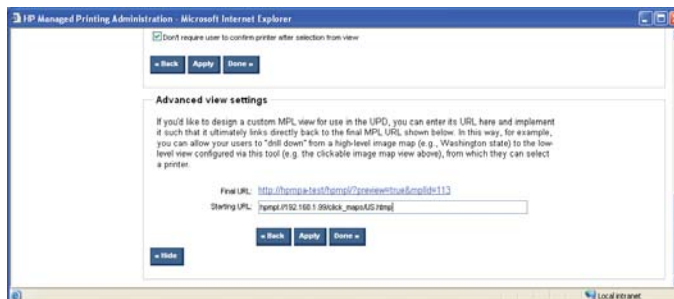 HP Managed Printing Administration - Microsoft Internet Explorer
Don't require user to confirm printer after selection from view
« Back Apply Done »
Advanced view settings
If you'd like to design a custom MPL view for use in the UPD, you can enter its URL here and implement
it such that it ultimately links directly back to the final MPL URL shown below. In this way, for example,
you can allow your users to "drill down" from a high-level image map (e.g., Washington state) to the low-
level view configured via this tool (e.g. the clickable image map view above), from which they can select
a printer.
Final URL: http://hpmpa-test/hpmpl/?preview=true&mplId=113
Starting URL: hpmpt://192.168.1.99/click_maps/US.htmp
« Back Apply Done »
« Hide
Local intranet